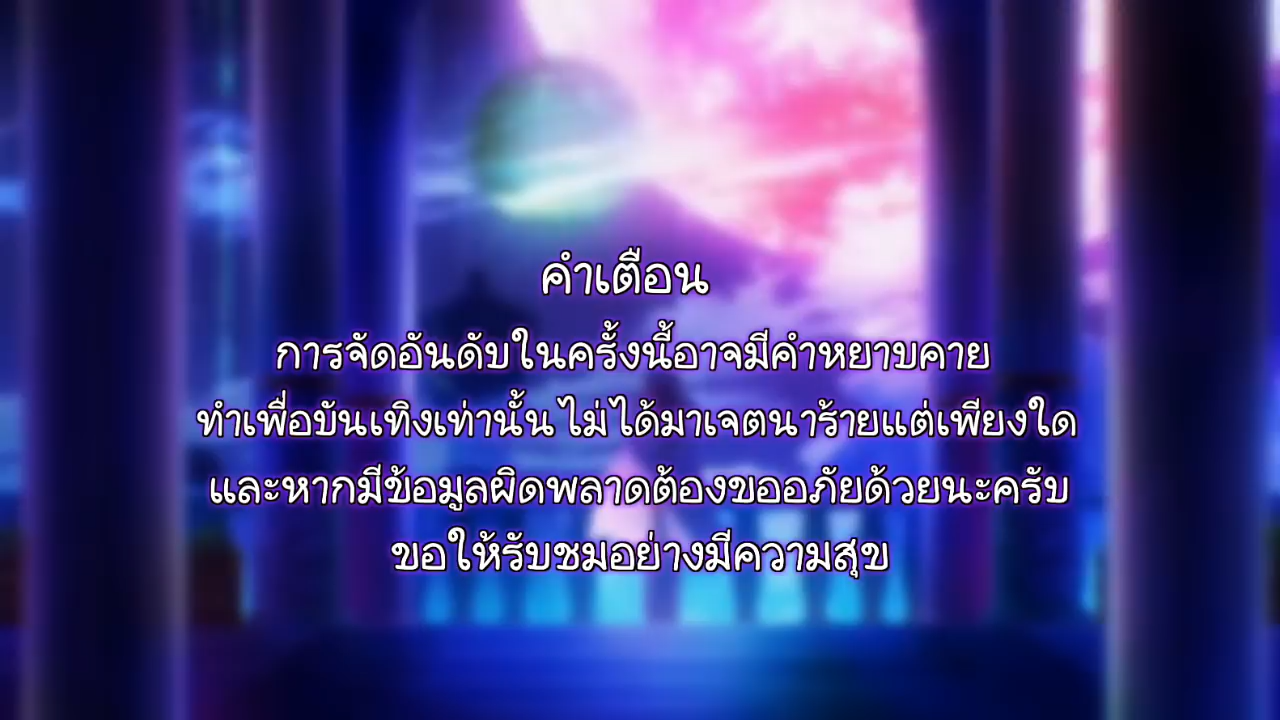 คำเตือน
การจัดอันดับในครั้งนี้อาจมีคำหยาบคาย
ทำเพื่อบันเทิงเท่านั้น ไม่ได้มาเจตนาร้ายแต่เพียงใด
และหากมีข้อมูลผิดพลาดต้องขออภัยด้วยนะครับ
ขอให้รับชมอย่างมีความสุข